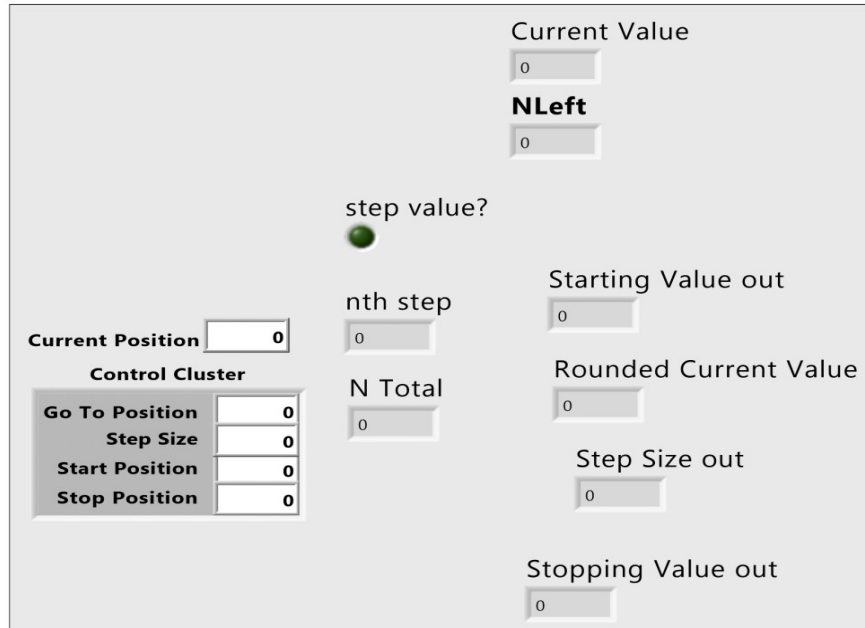 Current Value
0
NLeft
0
step value?
Starting Value out
0
nth step
0
Current Position 0
Rounded Current Value
0
Control Cluster
N Total
0
Go To Position 0
Step Size 0
Start Position 0
Stop Position 0
Step Size out
0
Stopping Value out
0